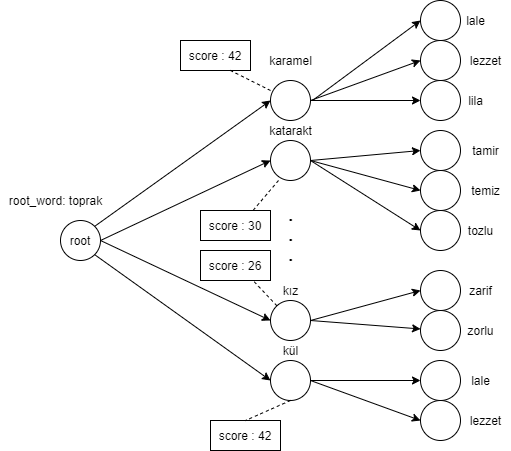 lale
score : 42
karamel
lezzet
lila
katarakt
tamir
temiz
root_word: toprak
score : 30
tozlu
root
score : 26
kız
zarif
zorlu
kül
lale
lezzet
score : 42